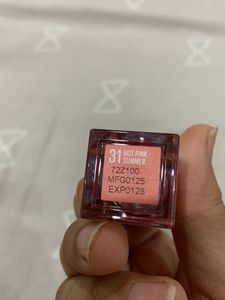 31 HOT PINK
SUMMER
72Z100
MFG0125
EXP0128